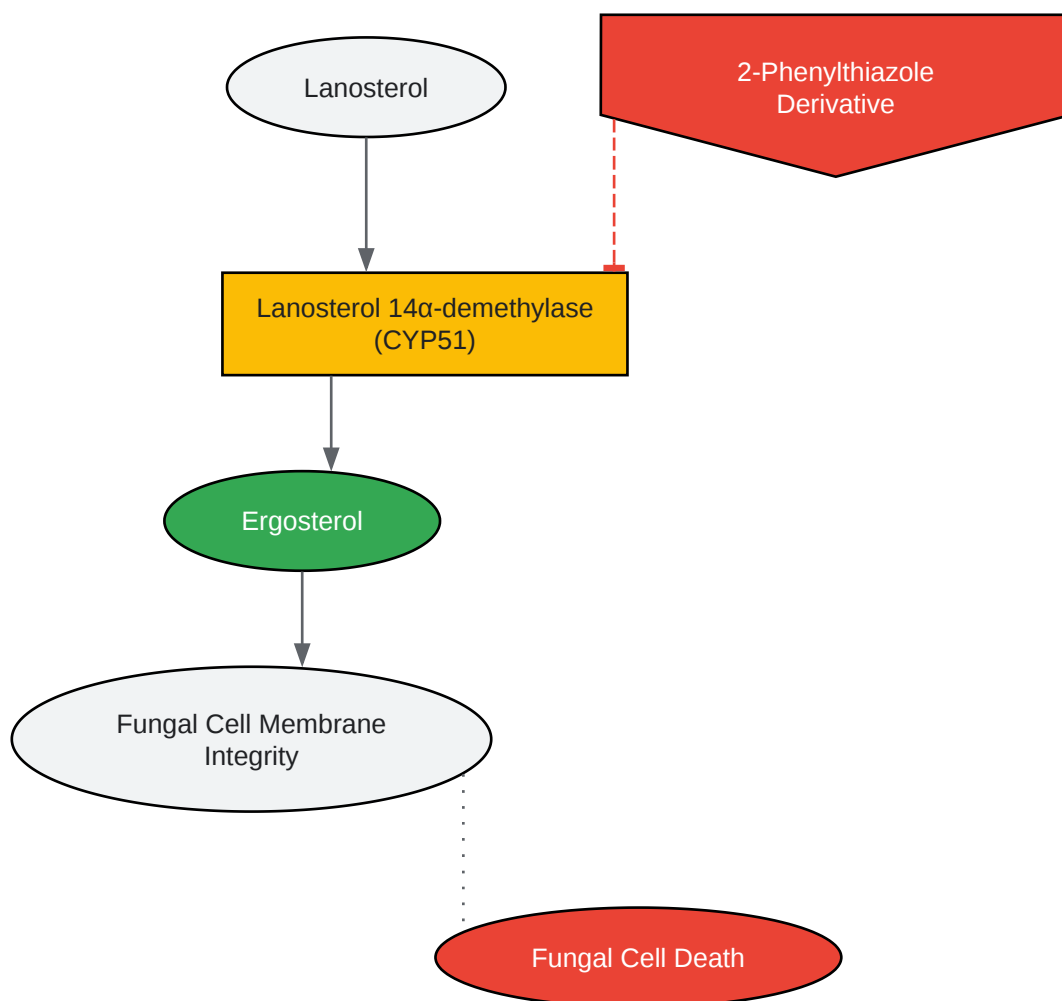 Lanosterol
2-Phenylthiazole
Derivative
Lanosterol 14α-demethylase
(CYP51)
Ergosterol
Fungal Cell Membrane
Integrity
Fungal Cell Death